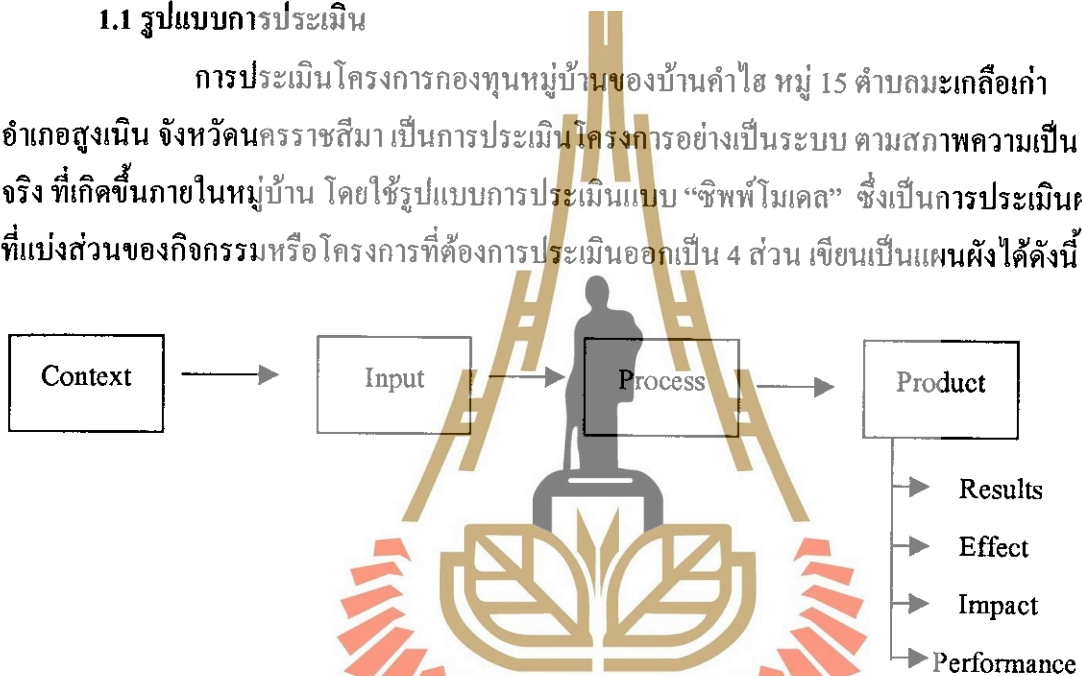 1.1 รูปแบบการประเมิน
การประเมินโครงการกองทุนหมู่บ้านของบ้านคำไฮ หมู่ 15 ตำบลมะเกลือเก่า
อำเภอสูงเนิน จังหวัดนครราชสีมา เป็นการประเมินโครงการอย่างเป็นระบบ ตามสภาพความเป็น
จริง ที่เกิดขึ้นภายในหมู่บ้าน โดยใช้รูปแบบการประเมินแบบ “ซิพพ์โมเดล” ซึ่งเป็นการประเมิน
ที่แบ่งส่วนของกิจกรรมหรือโครงการที่ต้องการประเมินออกเป็น 4 ส่วน เขียนเป็นแผนผังได้ดังนี้
Context Input Process Product
Results
Effect
Impact
Performance